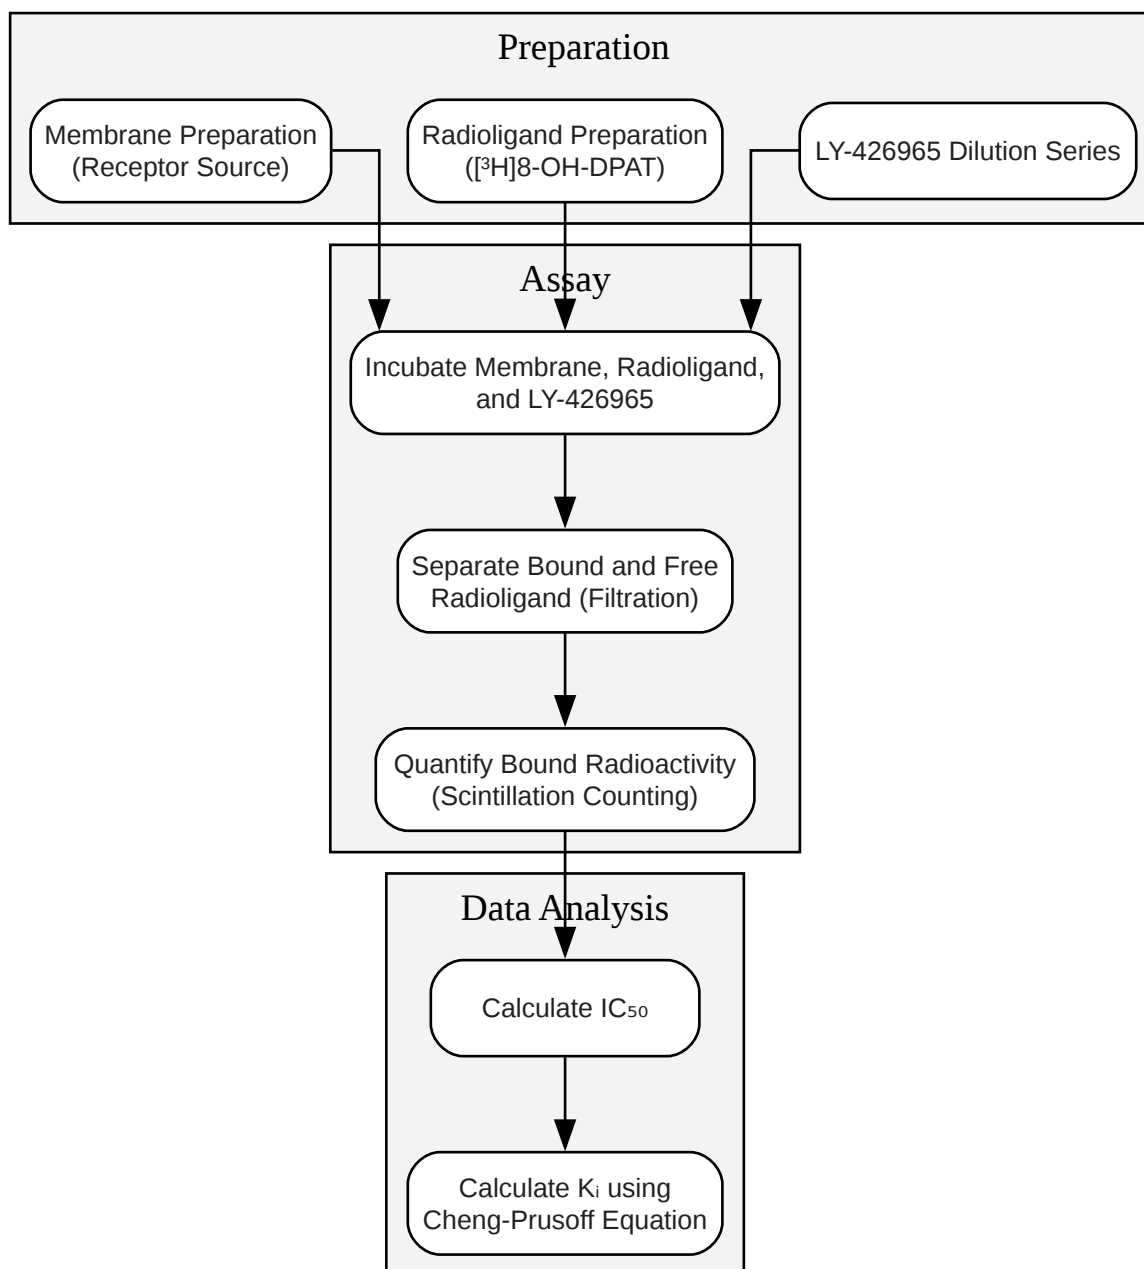 Preparation
Membrane Preparation
(Receptor Source)
Radioligand Preparation
([³H]8-OH-DPAT)
LY-426965 Dilution Series
Assay
Incubate Membrane, Radioligand,
and LY-426965
Separate Bound and Free
Radioligand (Filtration)
Quantify Bound Radioactivity
(Scintillation Counting)
Data Analysis
Calculate IC₅₀
Calculate Kᵢ using
Cheng-Prusoff Equation